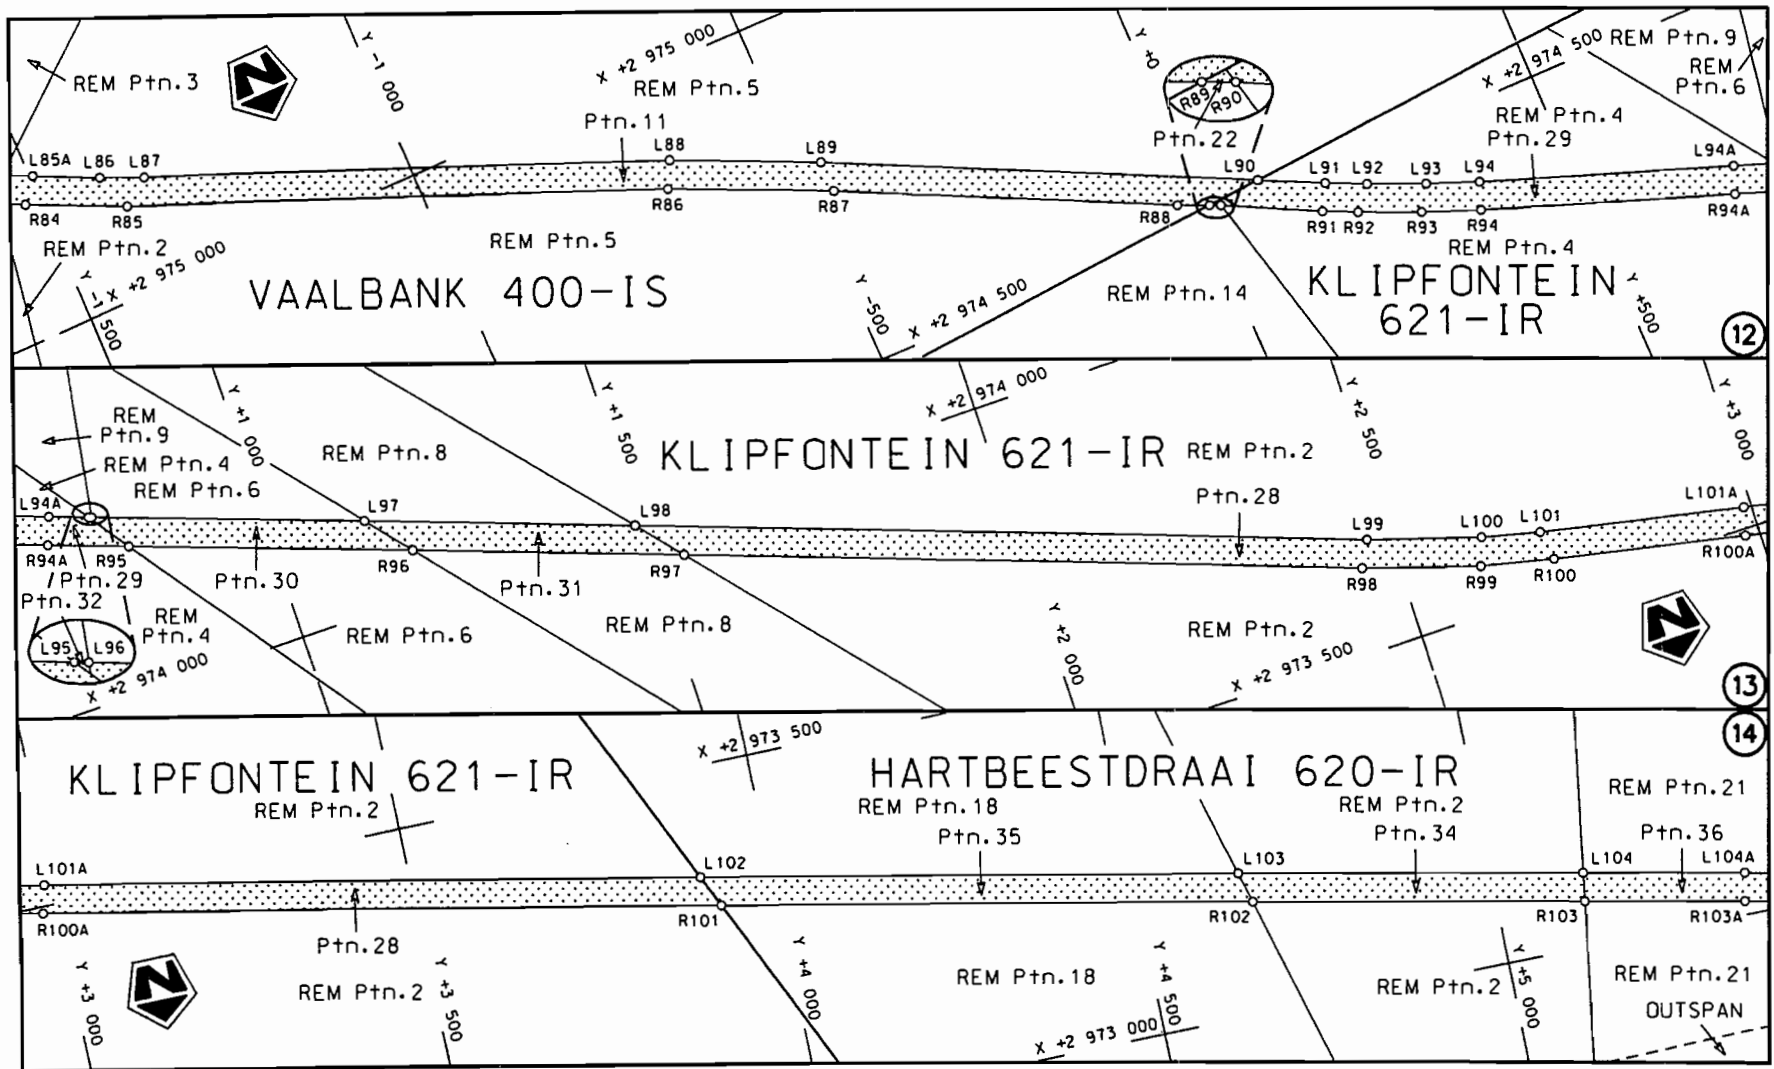 REM Ptn.3
Y -1 000
X +2 975 000
REM Ptn.5
Ptn.11
Y +0
R89
R90
Ptn.22
X +2 974 500
REM Ptn.9
REM
Ptn.6
REM Ptn.4
Ptn.29
L85A
L86
L87
L88
L89
L90
L91
L92
L93
L94
L94A
R84
R85
R86
R87
R88
R91
R92
R93
R94
R94A
REM Ptn.2
X +2 975 000
Y -1 500
REM Ptn.5
VAALBANK 400-IS
Y -500
X +2 974 500
REM Ptn.14
REM Ptn.4
KLIPFONTEIN
621-IR
Y +500
12
REM
Ptn.9
REM Ptn.4
REM Ptn.6
Y +1 000
REM Ptn.8
Y +1 500
KLIPFONTEIN 621-IR
X +2 974 000
REM Ptn.2
Y +2 500
Y +3 000
Ptn.28
L94A
L97
L98
L99
L100
L101
L101A
R94A
R95
R96
R97
R98
R99
R100
R100A
Ptn.29
Ptn.32
Ptn.30
Ptn.31
REM
Ptn.4
L95
L96
X +2 974 000
REM Ptn.6
REM Ptn.8
Y +2 000
REM Ptn.2
X +2 973 500
13
14
KLIPFONTEIN 621-IR
REM Ptn.2
X +2 973 500
HARTBEESTDRAAI 620-IR
REM Ptn.18
Ptn.35
REM Ptn.2
Ptn.34
REM Ptn.21
Ptn.36
L101A
L102
L103
L104
L104A
R100A
R101
R102
R103
R103A
Ptn.28
REM Ptn.2
Y +3 000
Y +3 500
Y +4 000
REM Ptn.18
Y +4 500
X +2 973 000
REM Ptn.2
Y +5 000
REM Ptn.21
OUTSPAN